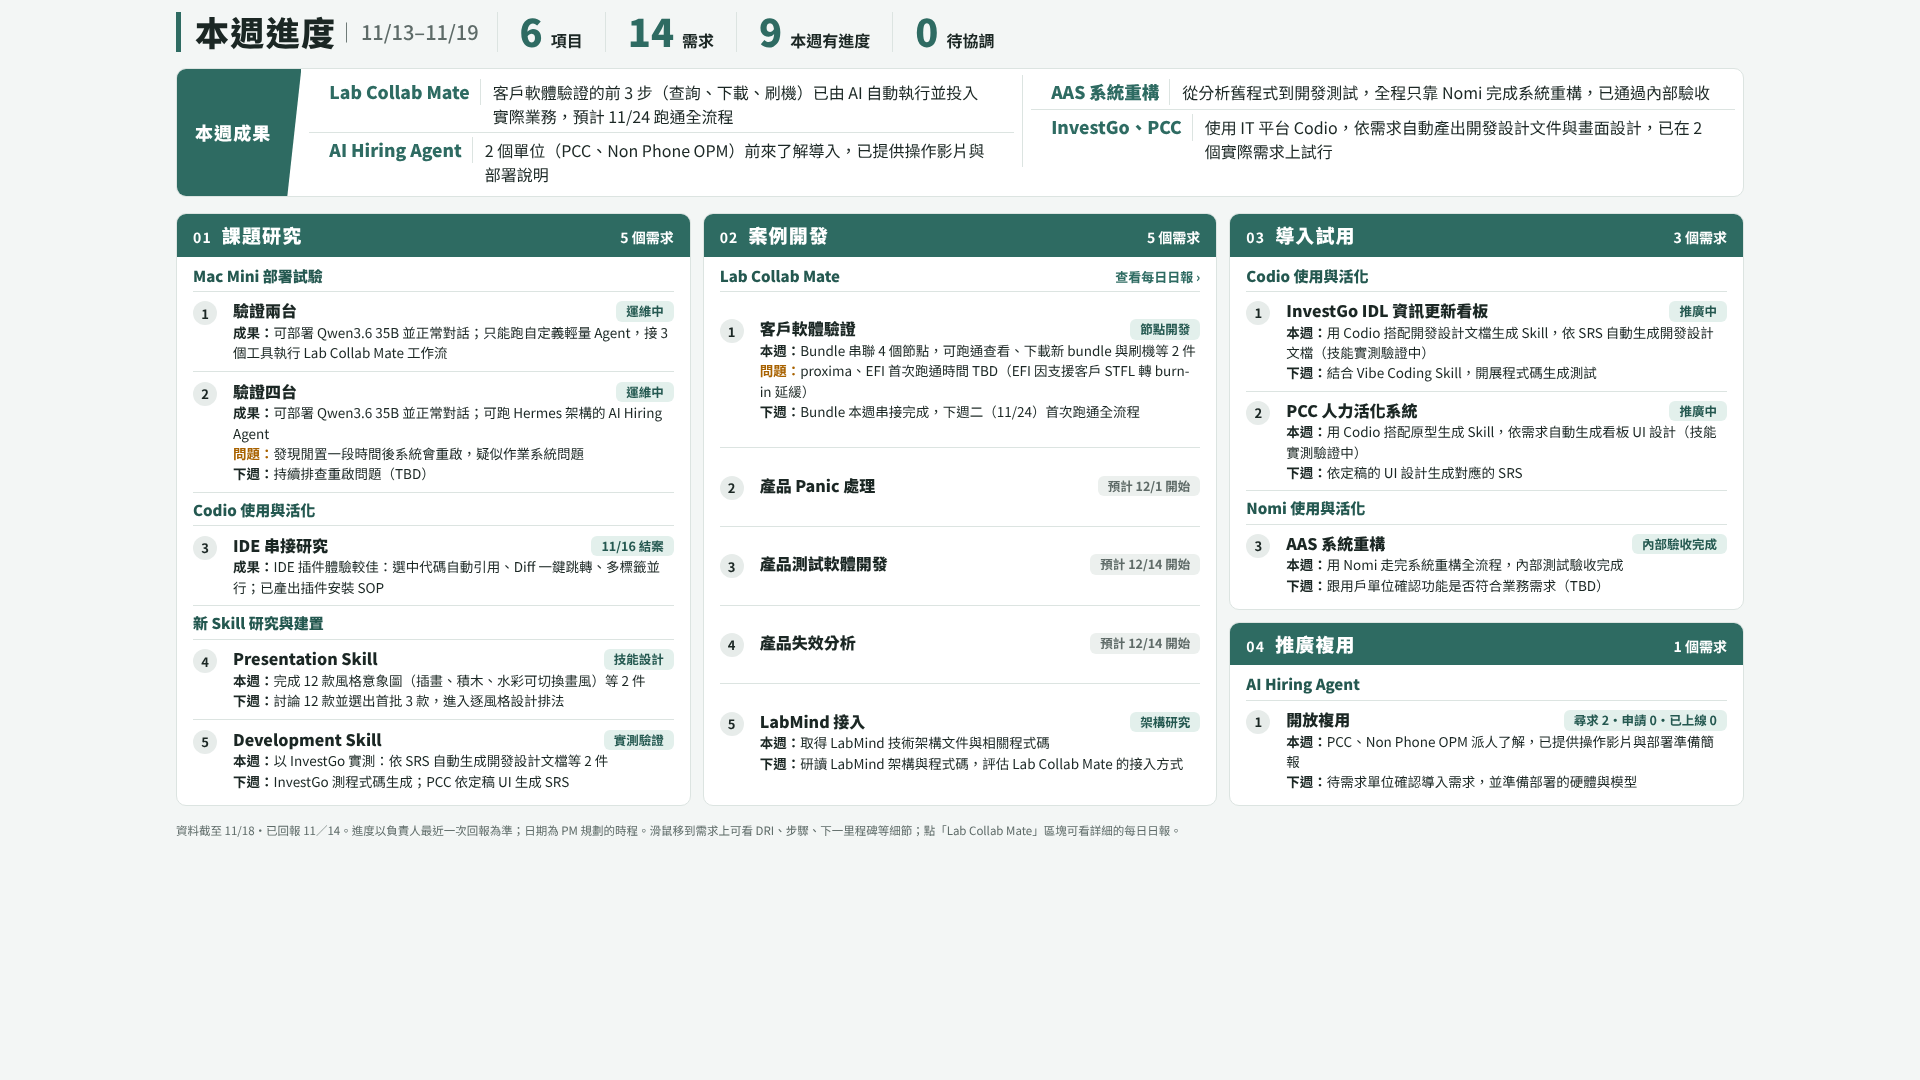 本週進度 11/13–11/19 6 項目 14 需求 9 本週有進度 0 待協調
本週成果
Lab Collab Mate 客戶軟體驗證的前 3 步（查詢、下載、刷機）已由 AI 自動執行並投入
實際業務，預計 11/24 跑通全流程
AI Hiring Agent 2 個單位（PCC、Non Phone OPM）前來了解導入，已提供操作影片與
部署說明
AAS 系統重構 從分析舊程式到開發測試，全程只靠 Nomi 完成系統重構，已通過內部驗收
InvestGo、PCC 使用 IT 平台 Codio，依需求自動產出開發設計文件與畫面設計，已在 2
個實際需求上試行
01 課題研究 5 個需求
Mac Mini 部署試驗
1 驗證兩台 運維中
成果：可部署 Qwen3.6 35B 並正常對話；只能跑自定義輕量 Agent，接 3
個工具執行 Lab Collab Mate 工作流
2 驗證四台 運維中
成果：可部署 Qwen3.6 35B 並正常對話；可跑 Hermes 架構的 AI Hiring
Agent
問題：發現閒置一段時間後系統會重啟，疑似作業系統問題
下週：持續排查重啟問題（TBD）
Codio 使用與活化
3 IDE 串接研究 11/16 結案
成果：IDE 插件體驗較佳：選中代碼自動引用、Diff 一鍵跳轉、多標籤並
行；已產出插件安裝 SOP
新 Skill 研究與建置
4 Presentation Skill 技能設計
本週：完成 12 款風格意象圖（插畫、積木、水彩可切換畫風）等 2 件
下週：討論 12 款並選出首批 3 款，進入逐風格設計排法
5 Development Skill 實測驗證
本週：以 InvestGo 實測：依 SRS 自動生成開發設計文檔等 2 件
下週：InvestGo 測程式碼生成；PCC 依定稿 UI 生成 SRS
02 案例開發 5 個需求
Lab Collab Mate 查看每日日報 ›
1 客戶軟體驗證 節點開發
本週：Bundle 串聯 4 個節點，可跑通查看、下載新 bundle 與刷機等 2 件
問題：proxima、EFI 首次跑通時間 TBD（EFI 因支援客戶 STFL 轉 burn-
in 延緩）
下週：Bundle 本週串接完成，下週二（11/24）首次跑通全流程
2 產品 Panic 處理 預計 12/1 開始
3 產品測試軟體開發 預計 12/14 開始
4 產品失效分析 預計 12/14 開始
5 LabMind 接入 架構研究
本週：取得 LabMind 技術架構文件與相關程式碼
下週：研讀 LabMind 架構與程式碼，評估 Lab Collab Mate 的接入方式
03 導入試用 3 個需求
Codio 使用與活化
1 InvestGo IDL 資訊更新看板 推廣中
本週：用 Codio 搭配開發設計文檔生成 Skill，依 SRS 自動生成開發設計
文檔（技能實測驗證中）
下週：結合 Vibe Coding Skill，開展程式碼生成測試
2 PCC 人力活化系統 推廣中
本週：用 Codio 搭配原型生成 Skill，依需求自動生成看板 UI 設計（技能
實測驗證中）
下週：依定稿的 UI 設計生成對應的 SRS
Nomi 使用與活化
3 AAS 系統重構 內部驗收完成
本週：用 Nomi 走完系統重構全流程，內部測試驗收完成
下週：跟用戶單位確認功能是否符合業務需求（TBD）
04 推廣複用 1 個需求
AI Hiring Agent
1 開放複用 尋求 2・申請 0・已上線 0
本週：PCC、Non Phone OPM 派人了解，已提供操作影片與部署準備簡
報
下週：待需求單位確認導入需求，並準備部署的硬體與模型
資料截至 11/18・已回報 11／14。進度以負責人最近一次回報為準；日期為 PM 規劃的時程。滑鼠移到需求上可看 DRI、步驟、下一里程碑等細節；點「Lab Collab Mate」區塊可看詳細的每日日報。